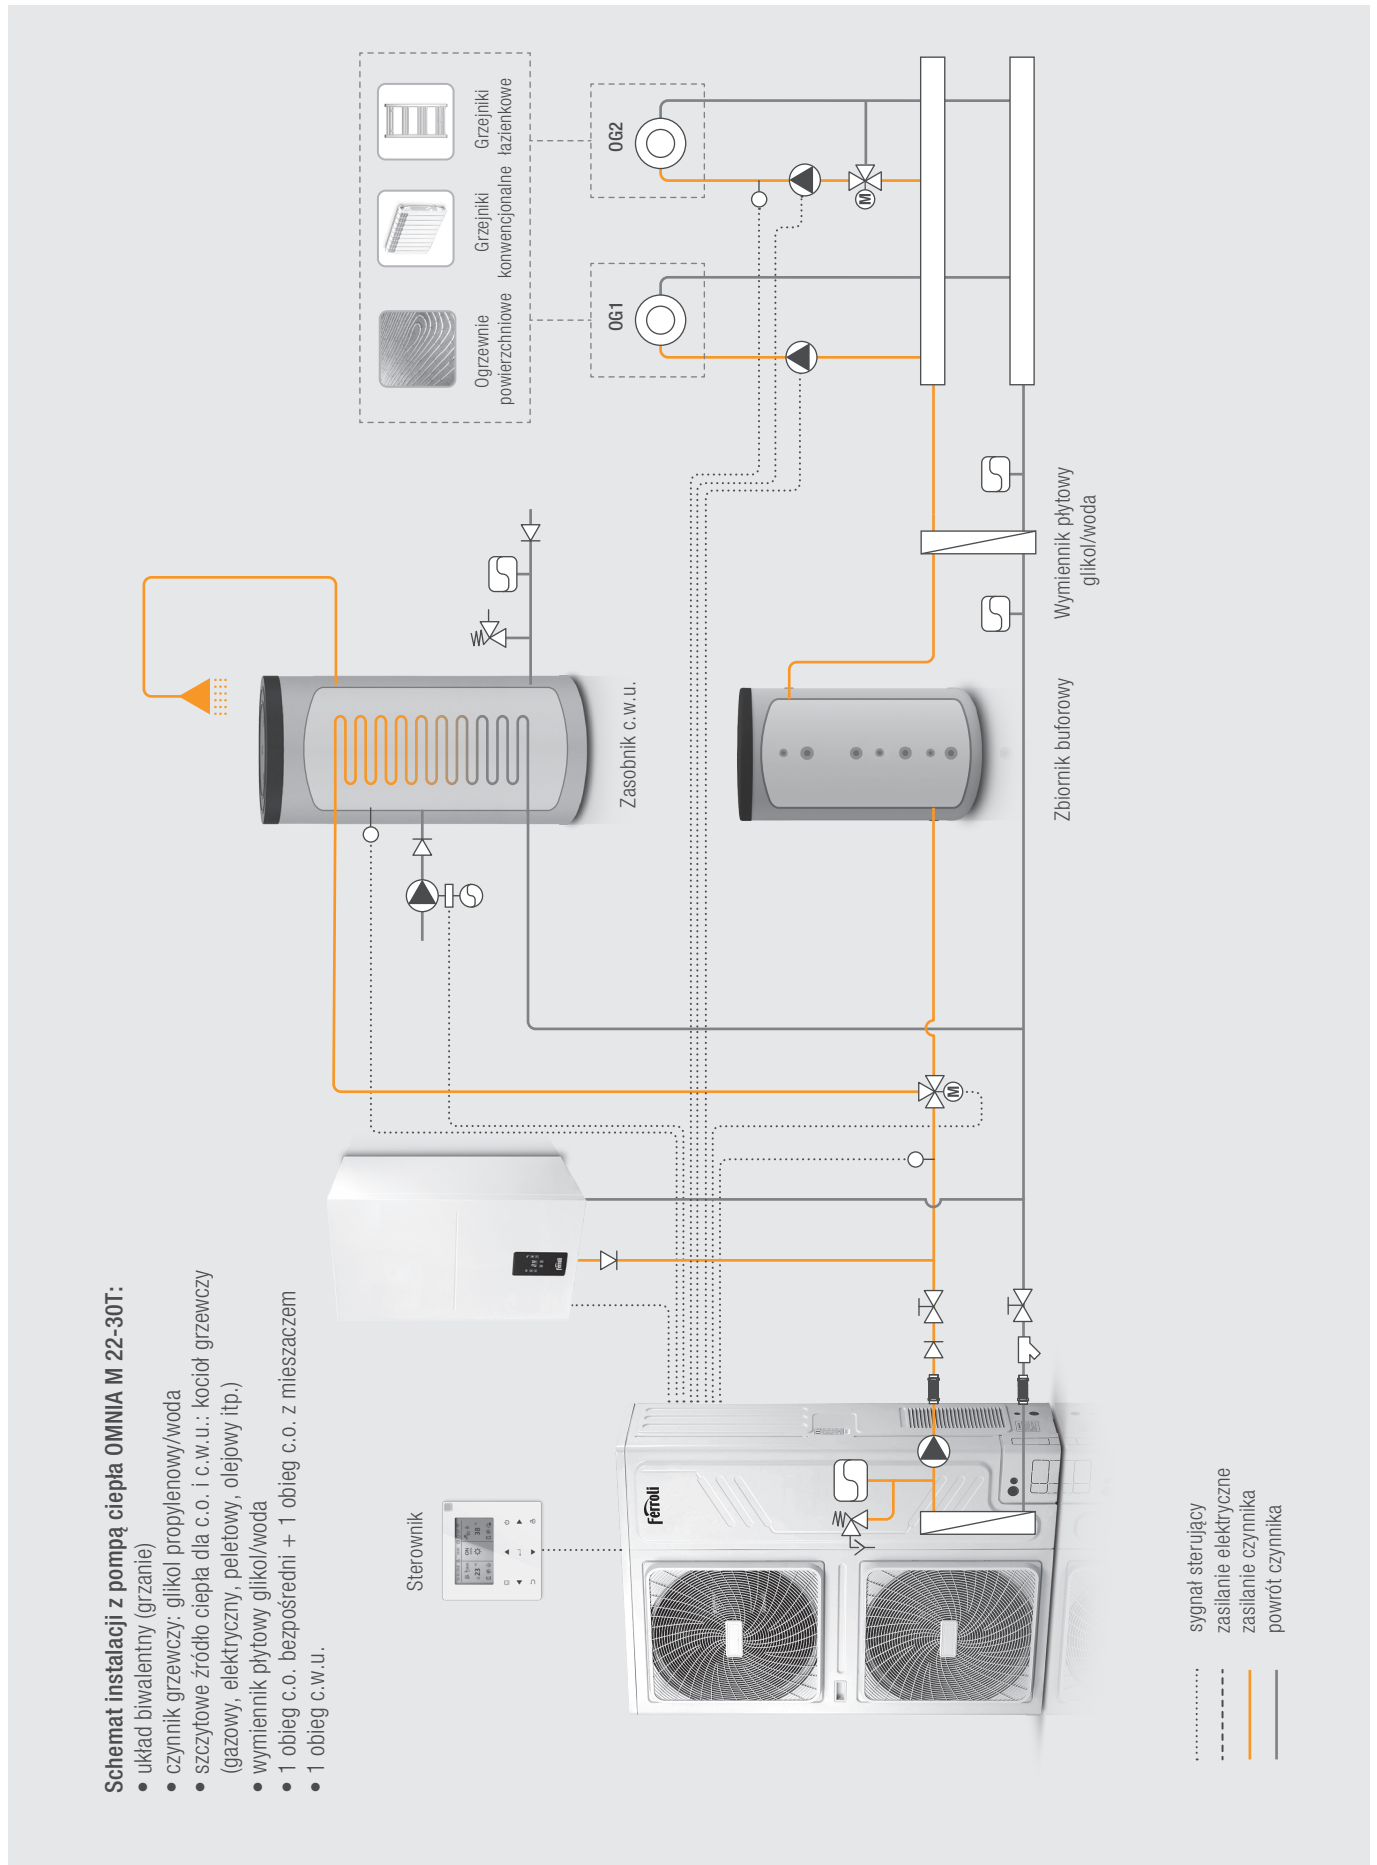 Schemat instalacji z pompą ciepła OMNIA M 22-30T:
• układ biwalentny (grzanie)
• czynnik grzewczy: glikol propylenowy/woda
• szczytowe źródło ciepła dla c.o. i c.w.u.: kocioł grzewczy
(gazowy, elektryczny, peletowy, olejowy itp.)
• wymiennik płytowy glikol/woda
• 1 obieg c.o. bezpośredni + 1 obieg c.o. z mieszaczem
• 1 obieg c.w.u.
Sterownik
Ferroli
Ferroli
Zasobnik c.w.u.
Ogrzewnie
powierzchniowe
Grzejniki
konwencjonalne
Grzejniki
łazienkowe
OG1
OG2
M
M
Zbiornik buforowy
Wymiennik płytowy
glikol/woda
sygnał sterujący
zasilanie elektryczne
zasilanie czynnika
powrót czynnika